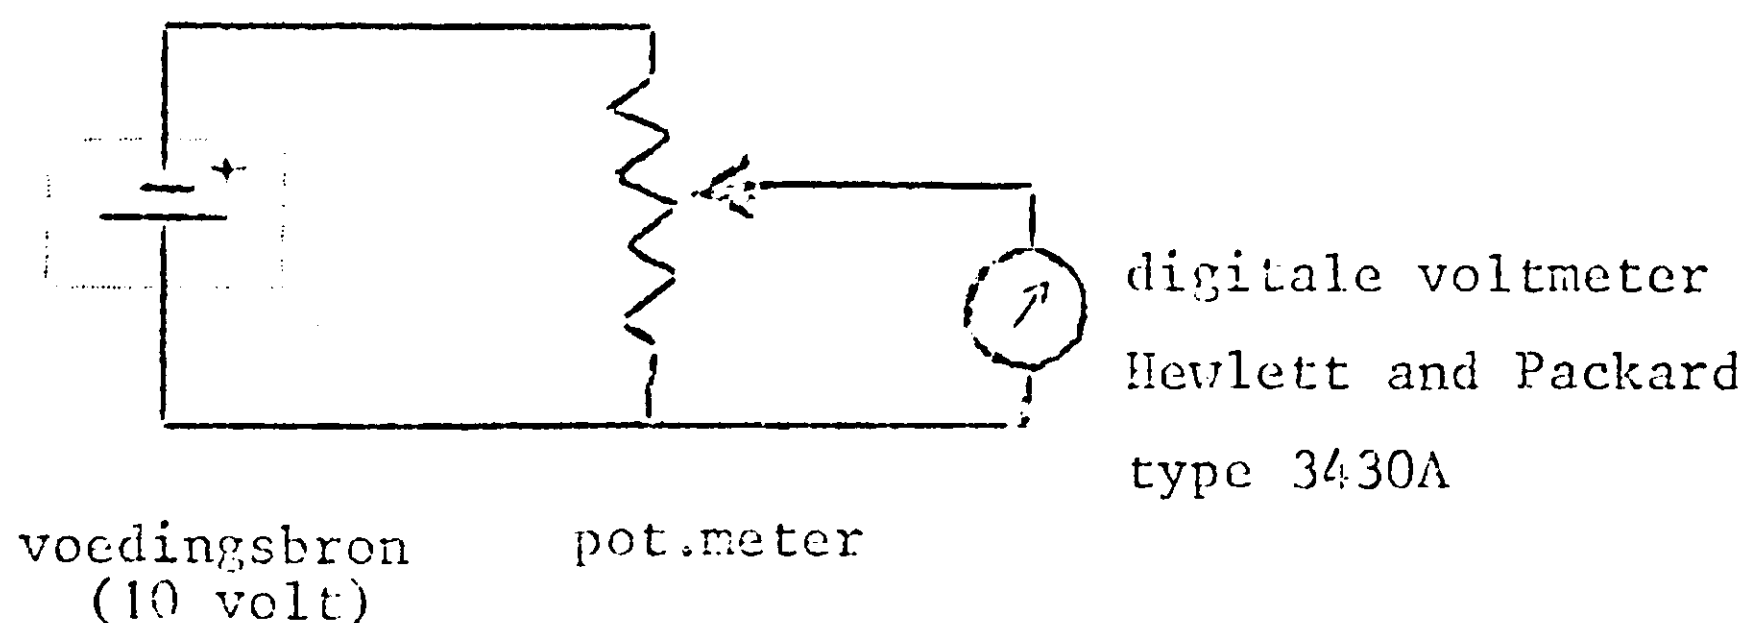 digitale voltmeter
Hewlett and Packard
type 3430A
voedingsbron
(10 volt)
pot.meter
+